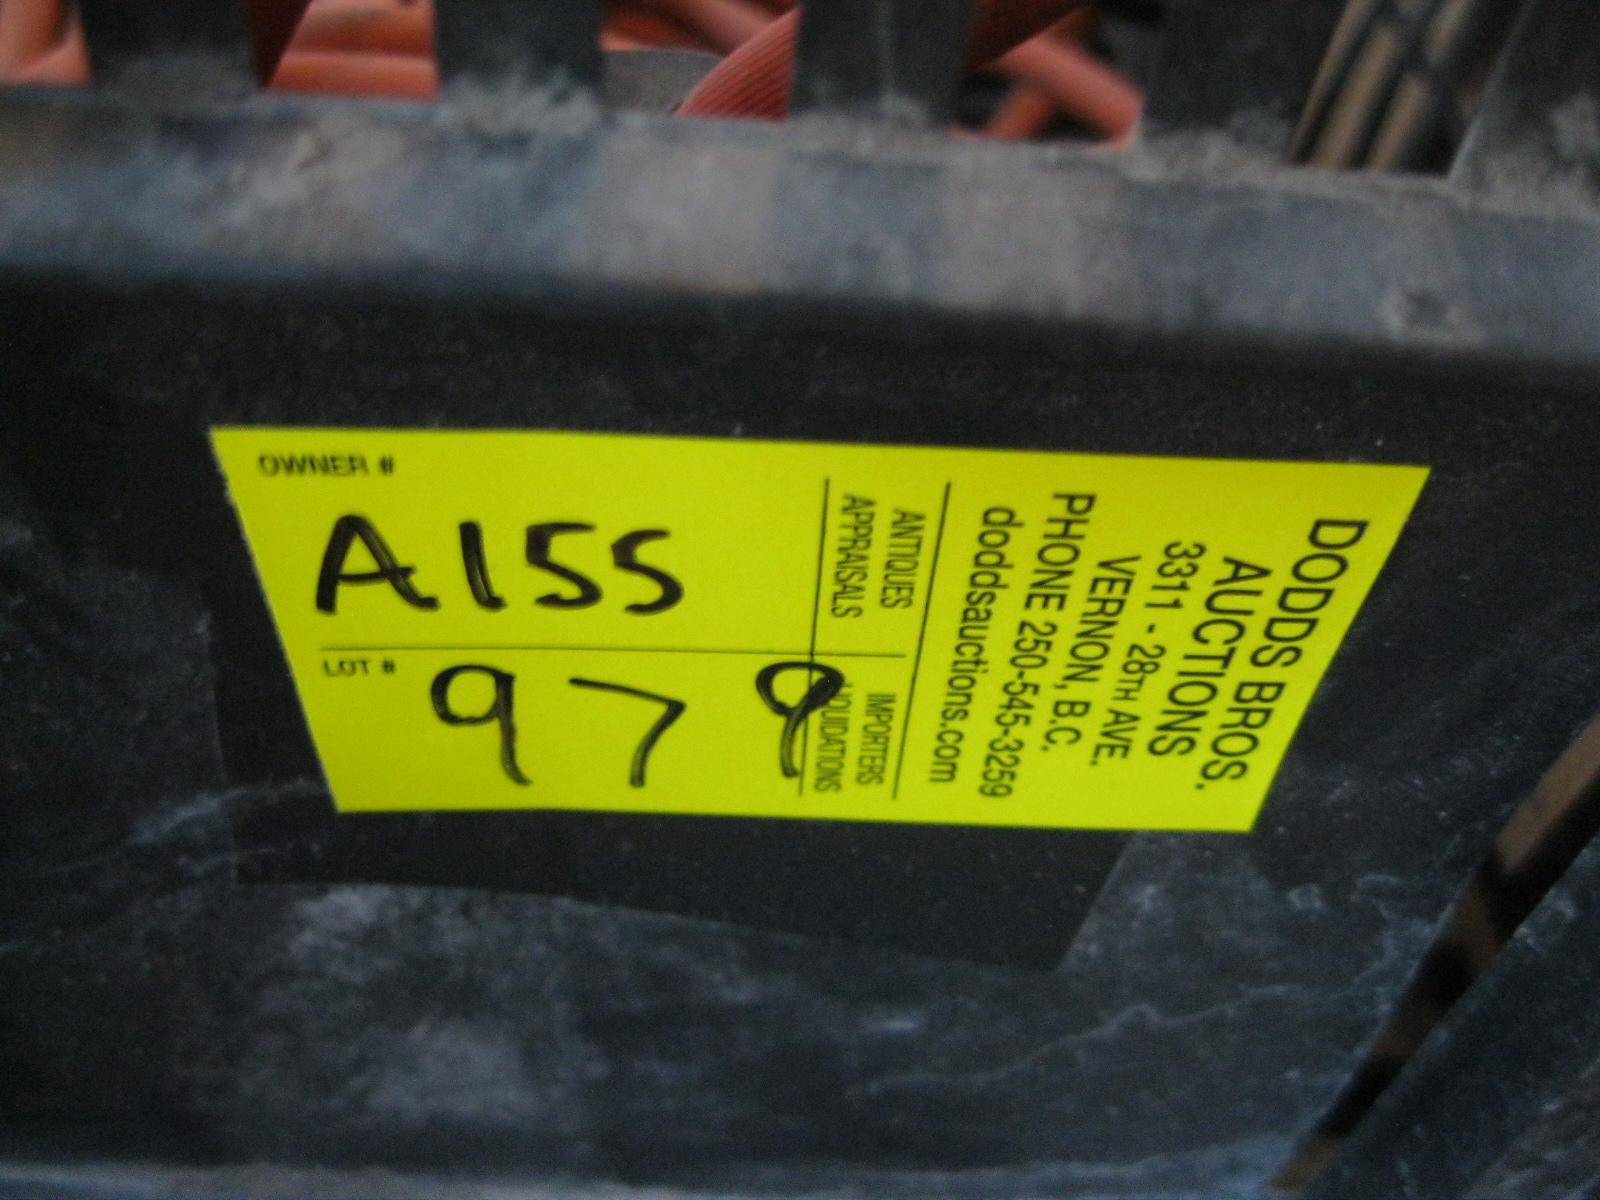 OWNER #
A155
LOT #
979
DODDS BROS.
AUCTIONS
3311 - 28TH AVE.
VERNON, B.C.
PHONE 250-545-3259
doddsauctions.com
ANTIQUES IMPORTERS
APPRAISALS LIQUIDATIONS